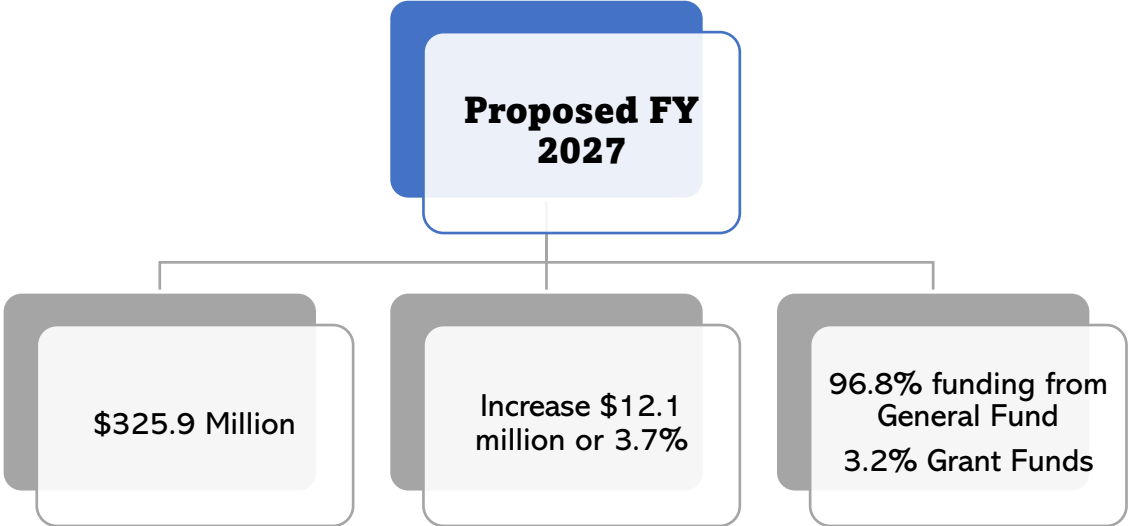 Proposed FY
2027
$325.9 Million
Increase $12.1
million or 3.7%
96.8% funding from
General Fund
3.2% Grant Funds